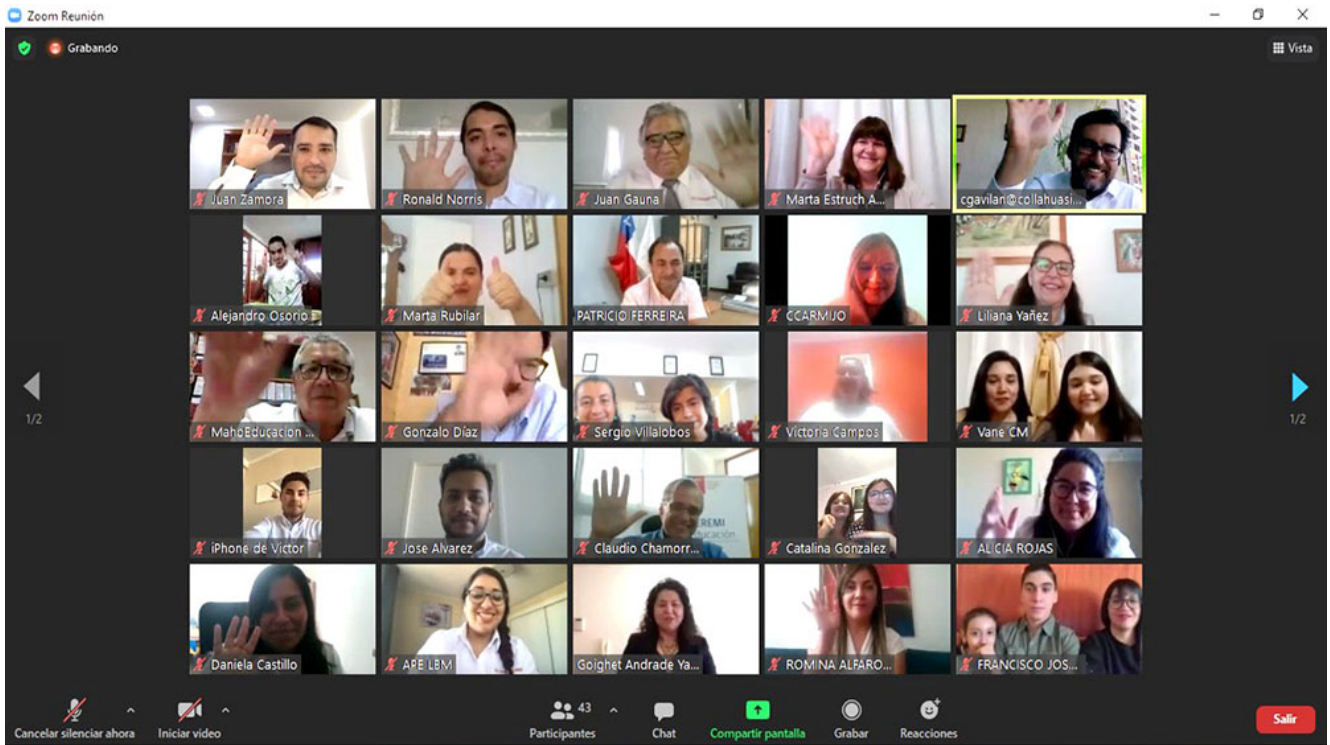 Zoom Reunión
Grabando
Vista
Juan Zamora
Ronald Norris
Juan Gauna
Marta Estruch A...
cgavilan@collahuasi...
Alejandro Osorio
Marta Rubilar
PATRICIO FERREIRA
CCARMIJO
Liliana Yañez
MahoEducacion ...
Gonzalo Díaz
Sergio Villalobos
Victoria Campos
Vane CM
1/2
1/2
iPhone de Victor
Jose Alvarez
Claudio Chamorr...
EREMI
Catalina Gonzalez
ALICIA ROJAS
Daniela Castillo
APE LBM
Goighet Andrade Ya...
ROMINA ALFARO...
FRANCISCO JOS...
Cancelar silenciar ahora
Iniciar video
43
Participantes
Chat
Compartir pantalla
Grabar
Reacciones
Salir